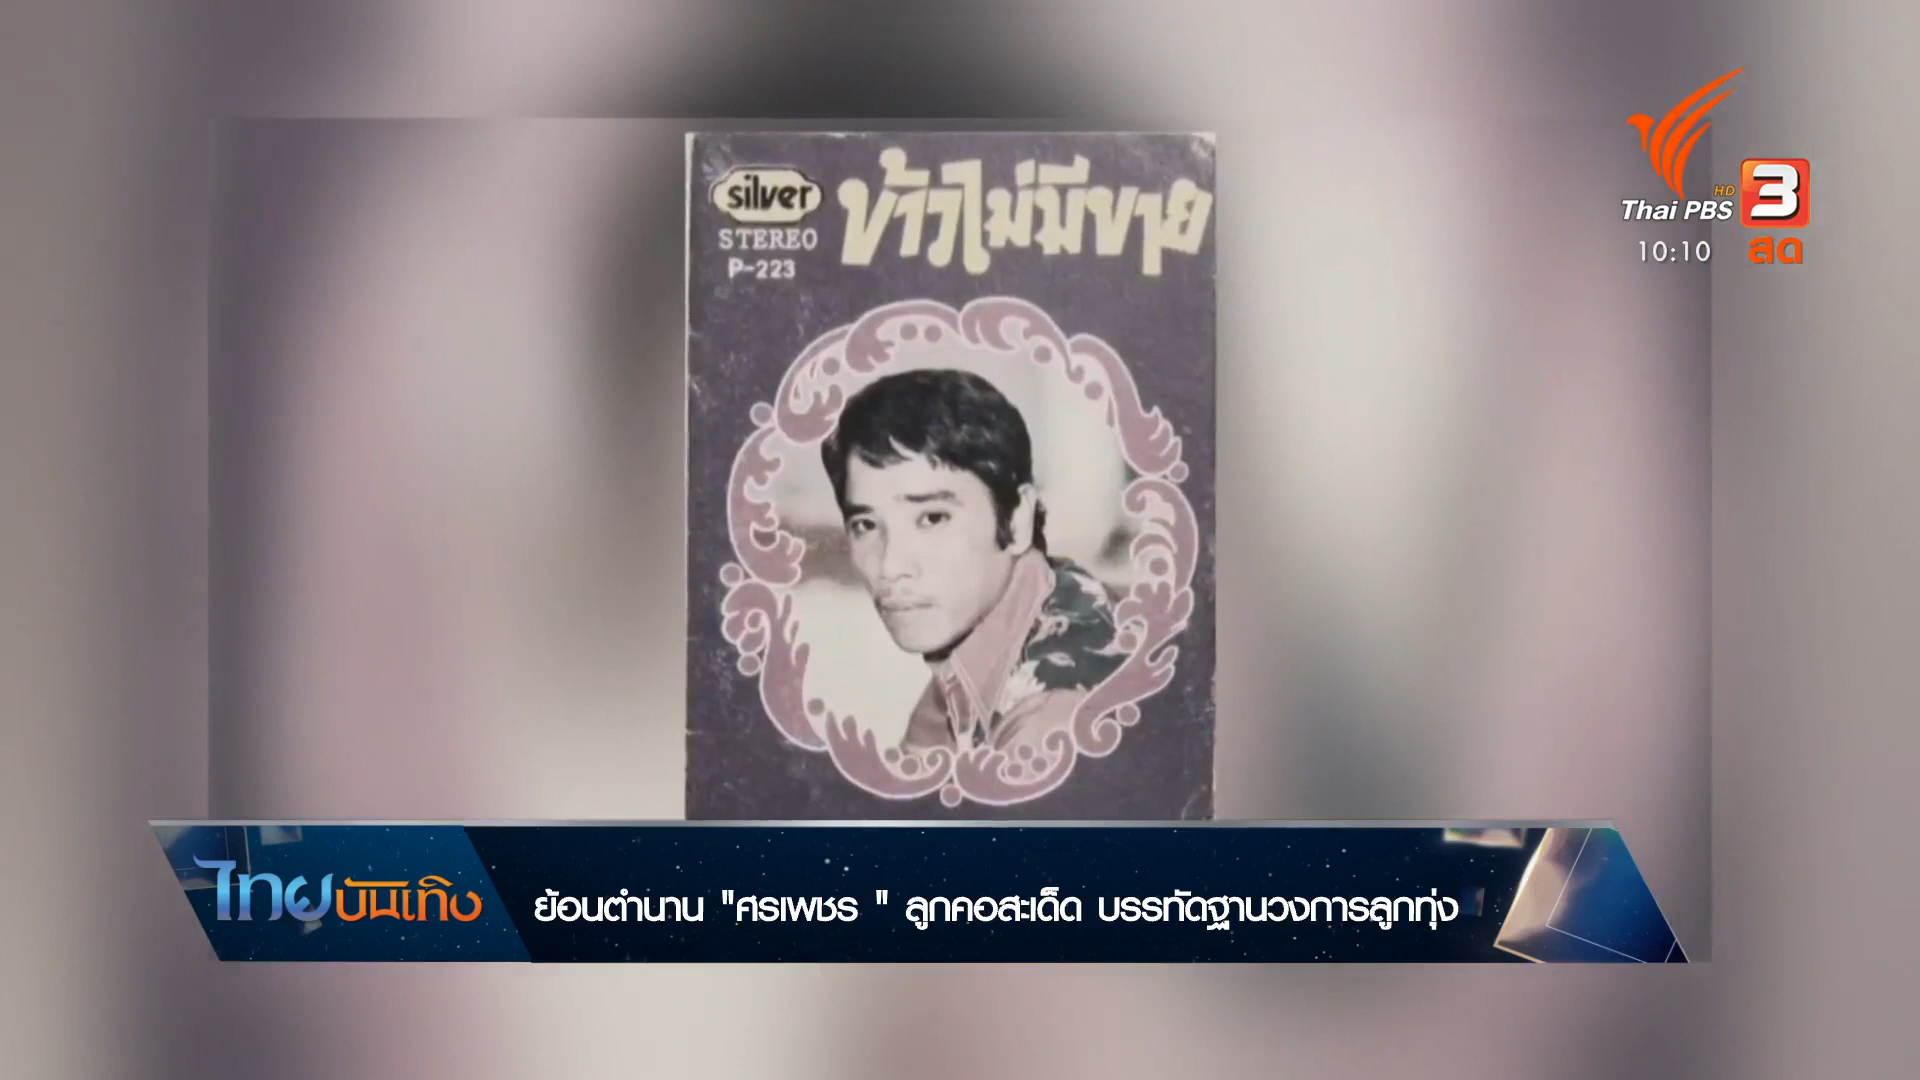 silver
STEREO
P-223
ข้าวไม่มีขาย
HD
Thai PBS 3
10:10 สด
ไทยบันเทิง
ย้อนตำนาน "ศรเพชร " ลูกคอสะเด็ด บรรทัดฐานวงการลูกทุ่ง